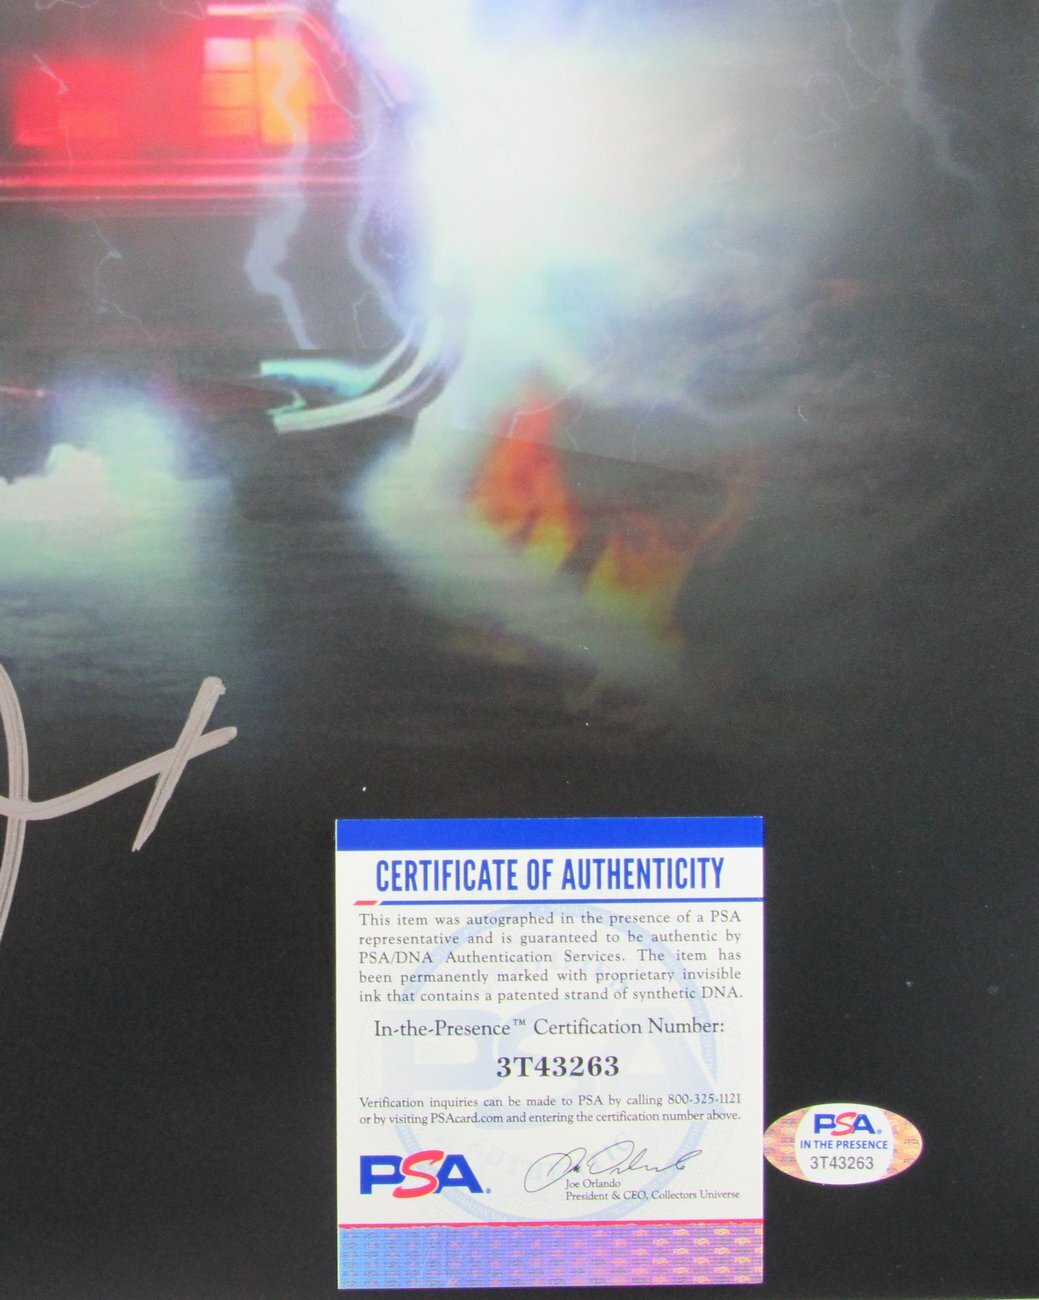 CERTIFICATE OF AUTHENTICITY
This item was autographed in the presence of a PSA
representative and is guaranteed to be authentic by
PSA/DNA Authentication Services. The item has
been permanently marked with proprietary invisible
ink that contains a patented strand of synthetic DNA.
In-the-Presence™ Certification Number:
3T43263
Verification inquiries can be made to PSA by calling 800-325-1121
or by visiting PSAcard.com and entering the certification number above.
PSA®
Joe Orlando
President & CEO, Collectors Universe
PSA®
IN THE PRESENCE
3T43263